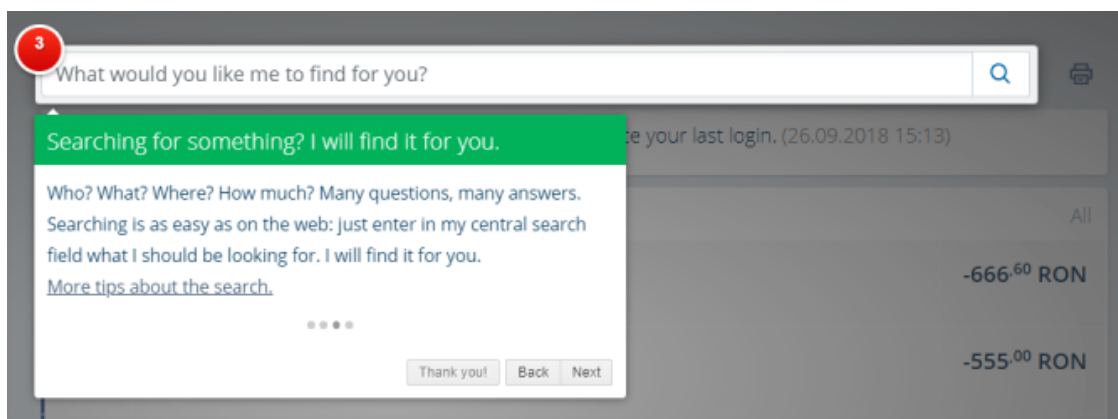 3
What would you like me to find for you?
Searching for something? I will find it for you.
your last login. (26.09.2018 15:13)
Who? What? Where? How much? Many questions, many answers.
Searching is as easy as on the web: just enter in my central search
field what I should be looking for. I will find it for you.
More tips about the search.
All
-666.60 RON
-555.00 RON
Thank you! Back Next